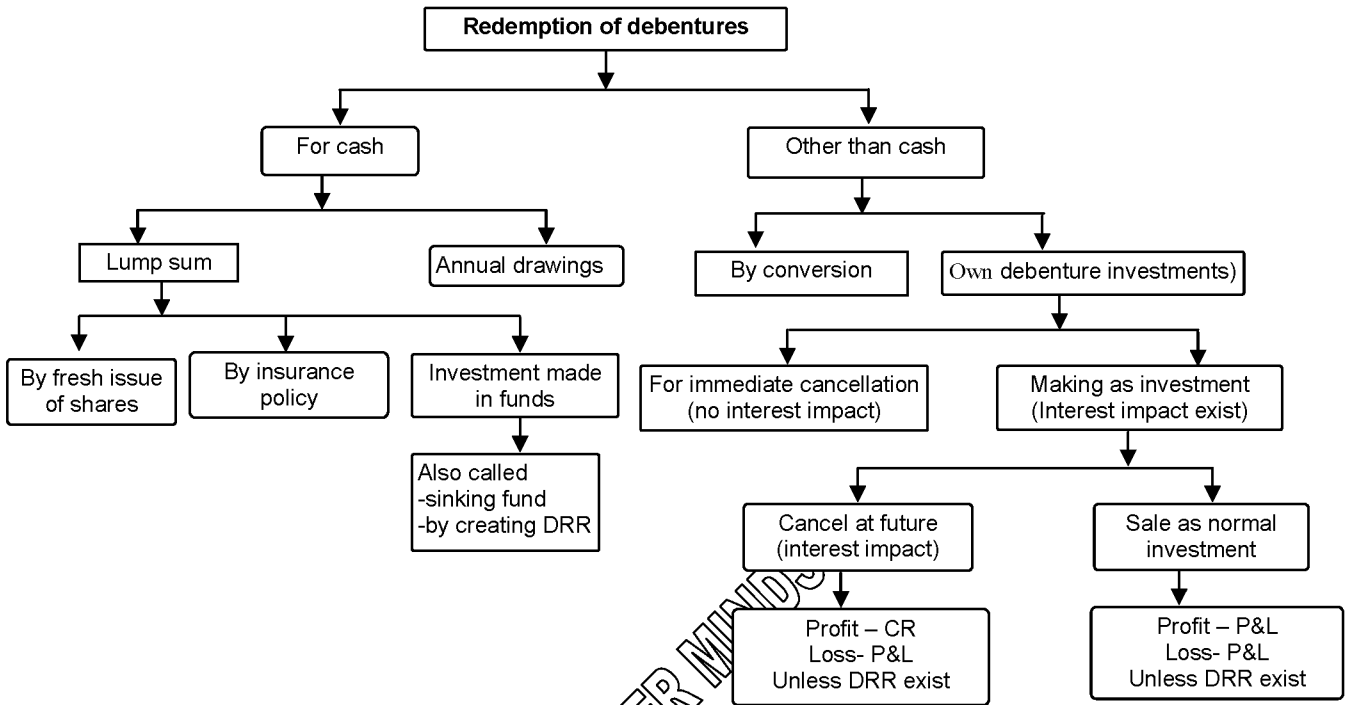 Redemption of debentures
For cash
Other than cash
Lump sum
Annual drawings
By conversion
Own debenture investments)
By fresh issue
of shares
By insurance
policy
Investment made
in funds
For immediate cancellation
(no interest impact)
Making as investment
(Interest impact exist)
Also called
-sinking fund
-by creating DRR
Cancel at future
(interest impact)
Sale as normal
investment
Profit – CR
Loss- P&L
Unless DRR exist
Profit – P&L
Loss- P&L
Unless DRR exist
MINDS